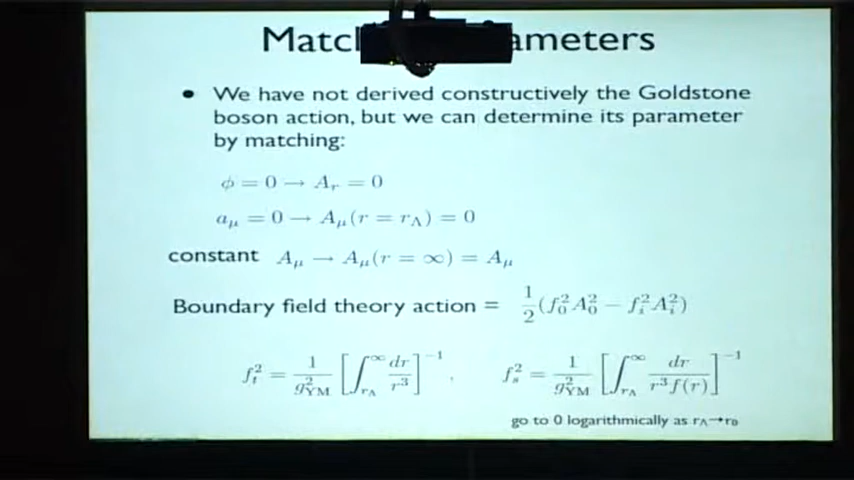 Matc ameters
• We have not derived constructively the Goldstone
boson action, but we can determine its parameter
by matching:
ϕ = 0 → A_r = 0
a_μ = 0 → A_μ(r = r_Λ) = 0
constant A_μ → A_μ(r = ∞) = A_μ
Boundary field theory action = 1/2 (f_0^2 A_0^2 − f_i^2 A_i^2)
f_t^2 = 1/g_YM^2 [∫_{r_Λ}^∞ dr/r^3]^{-1} , f_s^2 = 1/g_YM^2 [∫_{r_Λ}^∞ dr/(r^3 f(r))]^{-1}
go to 0 logarithmically as r_Λ→r_0